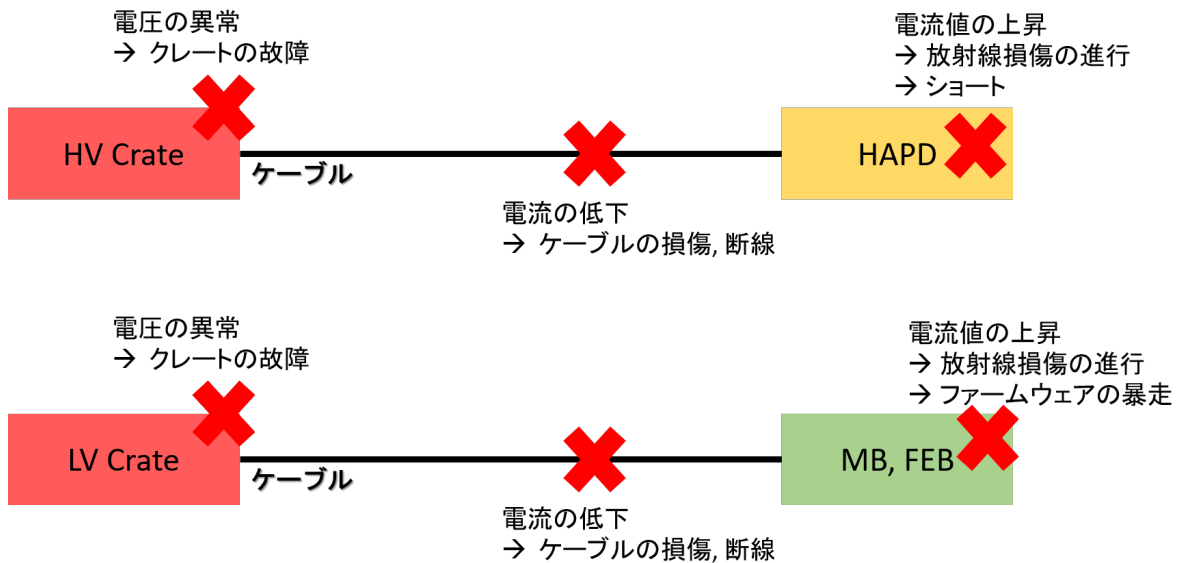 電圧の異常
→ クレートの故障
電流値の上昇
→ 放射線損傷の進行
→ ショート
HV Crate
ケーブル
HAPD
電流の低下
→ ケーブルの損傷, 断線
電圧の異常
→ クレートの故障
電流値の上昇
→ 放射線損傷の進行
→ ファームウェアの暴走
LV Crate
ケーブル
MB, FEB
電流の低下
→ ケーブルの損傷, 断線